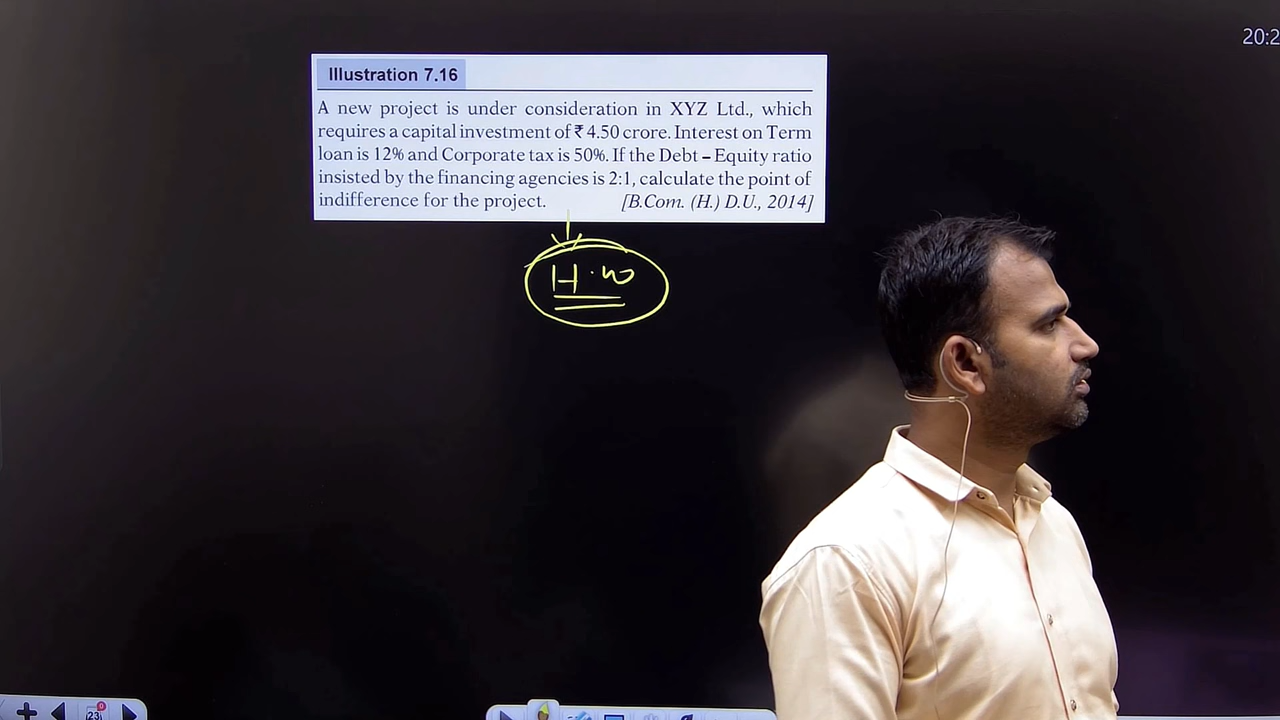 20:2
Illustration 7.16
A new project is under consideration in XYZ Ltd., which
requires a capital investment of ₹ 4.50 crore. Interest on Term
loan is 12% and Corporate tax is 50%. If the Debt – Equity ratio
insisted by the financing agencies is 2:1, calculate the point of
indifference for the project. [B.Com. (H.) D.U., 2014]
H.w
23